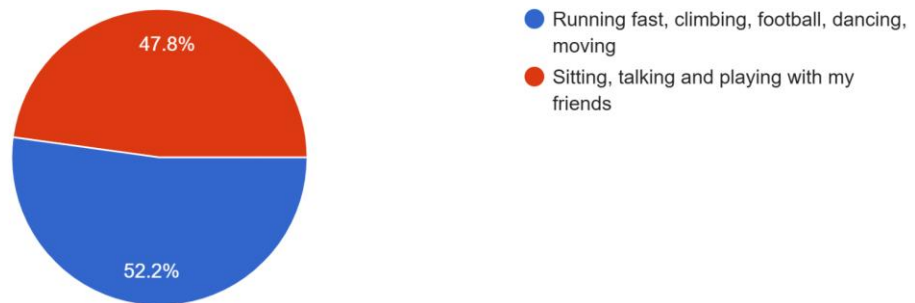 47.8%
52.2%
Running fast, climbing, football, dancing,
moving
Sitting, talking and playing with my
friends